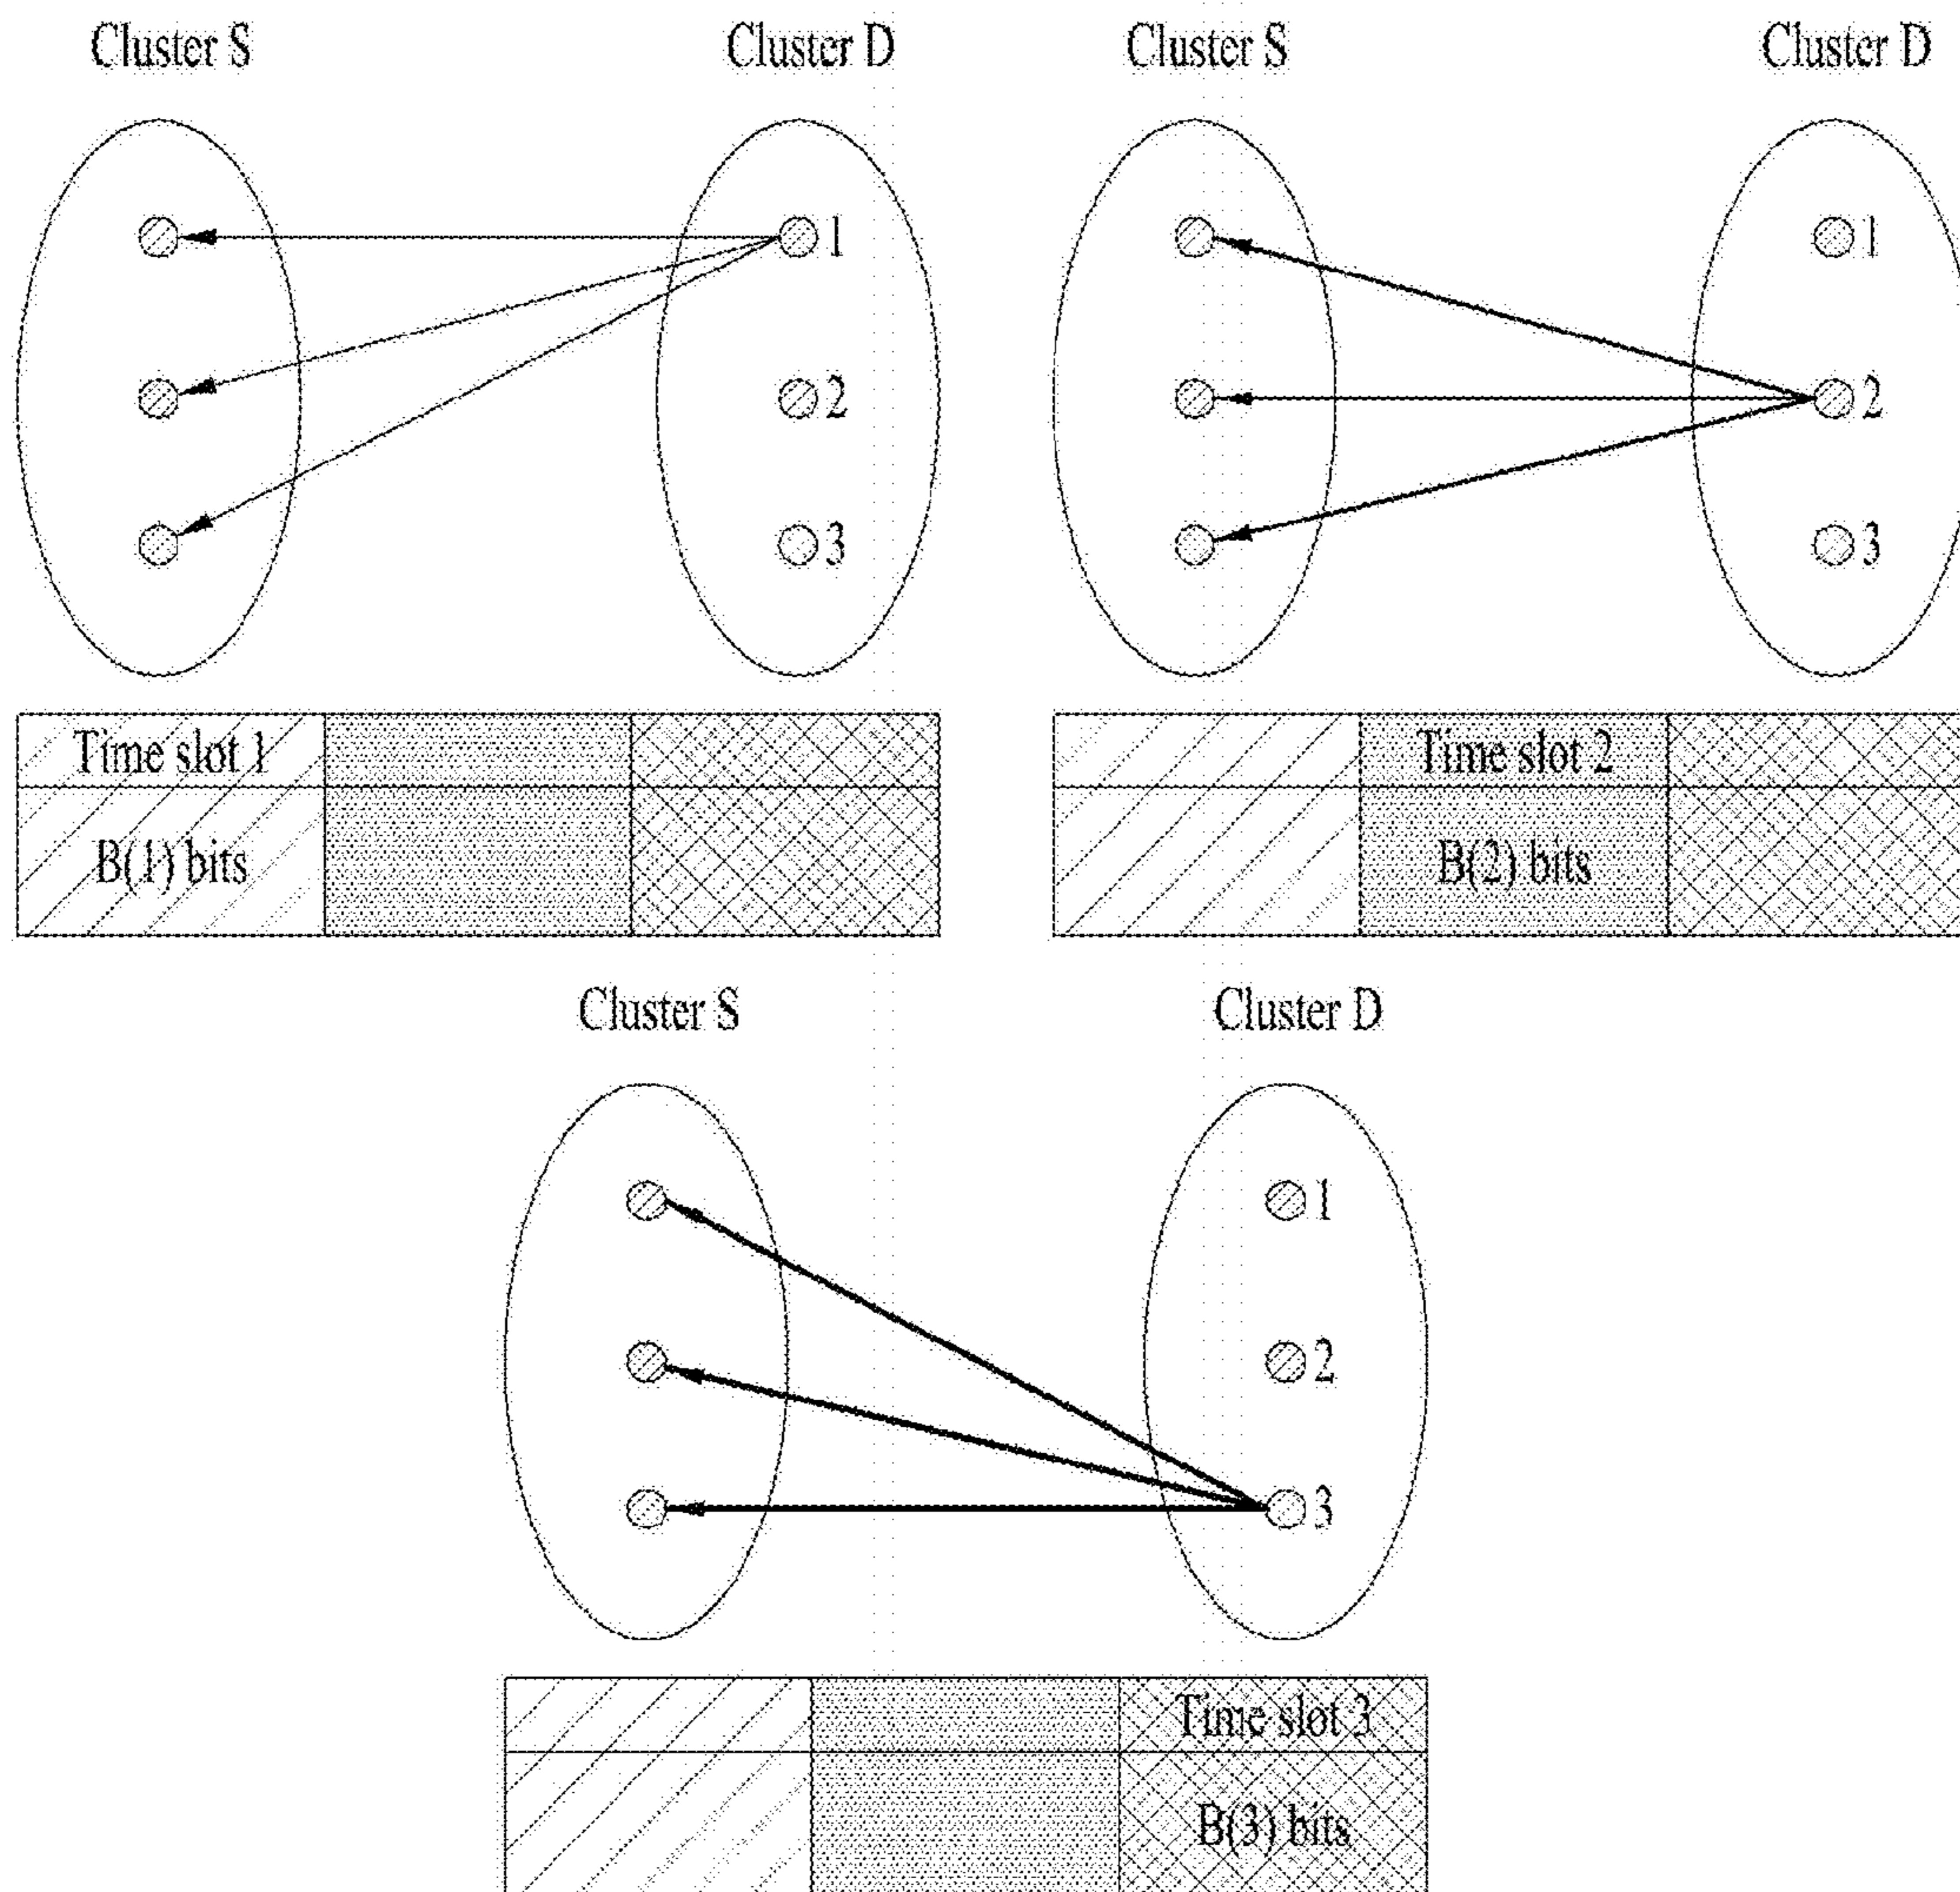 Cluster S
Cluster D
Cluster S
Cluster D
1
2
3
1
2
3
Time slot 1
B(1) bits
Time slot 2
B(2) bits
Cluster S
Cluster D
1
2
3
Time slot 3
B(3) bits